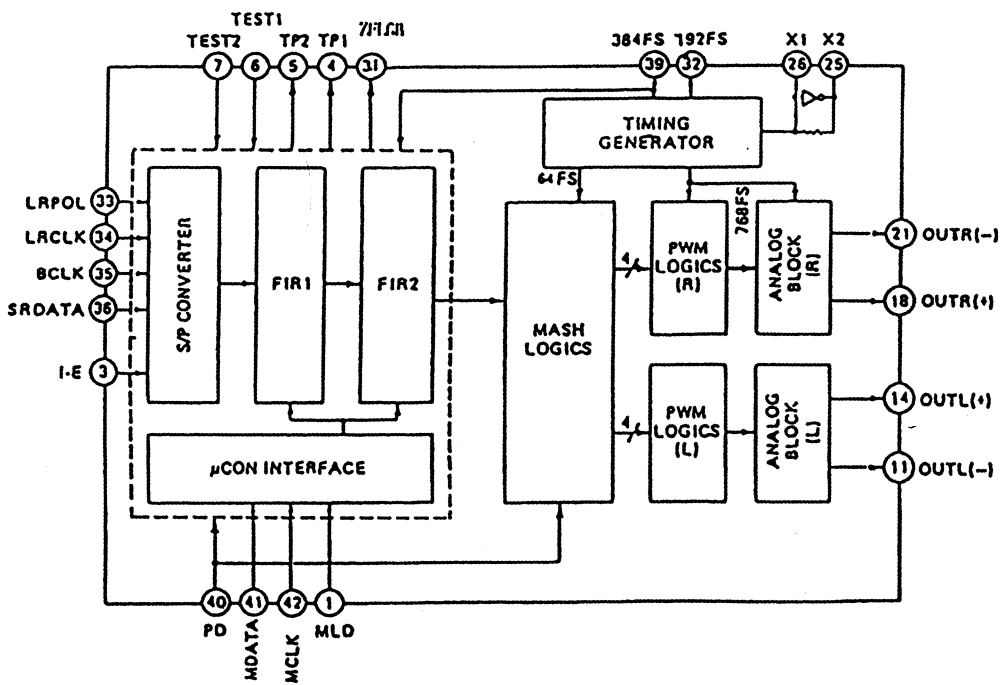 TEST1
TEST2
TP2
TP1
384FS
792FS
X1
X2
7
6
5
4
31
39
32
26
25
TIMING
GENERATOR
64FS
768FS
LRPOL
33
LRCLK
34
BCLK
35
SRDATA
36
I·E
3
S/P CONVERTER
FIR1
FIR2
MASH
LOGICS
4
PWM
LOGICS
(R)
ANALOG
BLOCK
(R)
21
OUTR(-)
18
OUTR(+)
4
PWM
LOGICS
(L)
ANALOG
BLOCK
(L)
14
OUTL(+)
11
OUTL(-)
μCON INTERFACE
40
41
42
1
PD
MDATA
MCLK
MLD